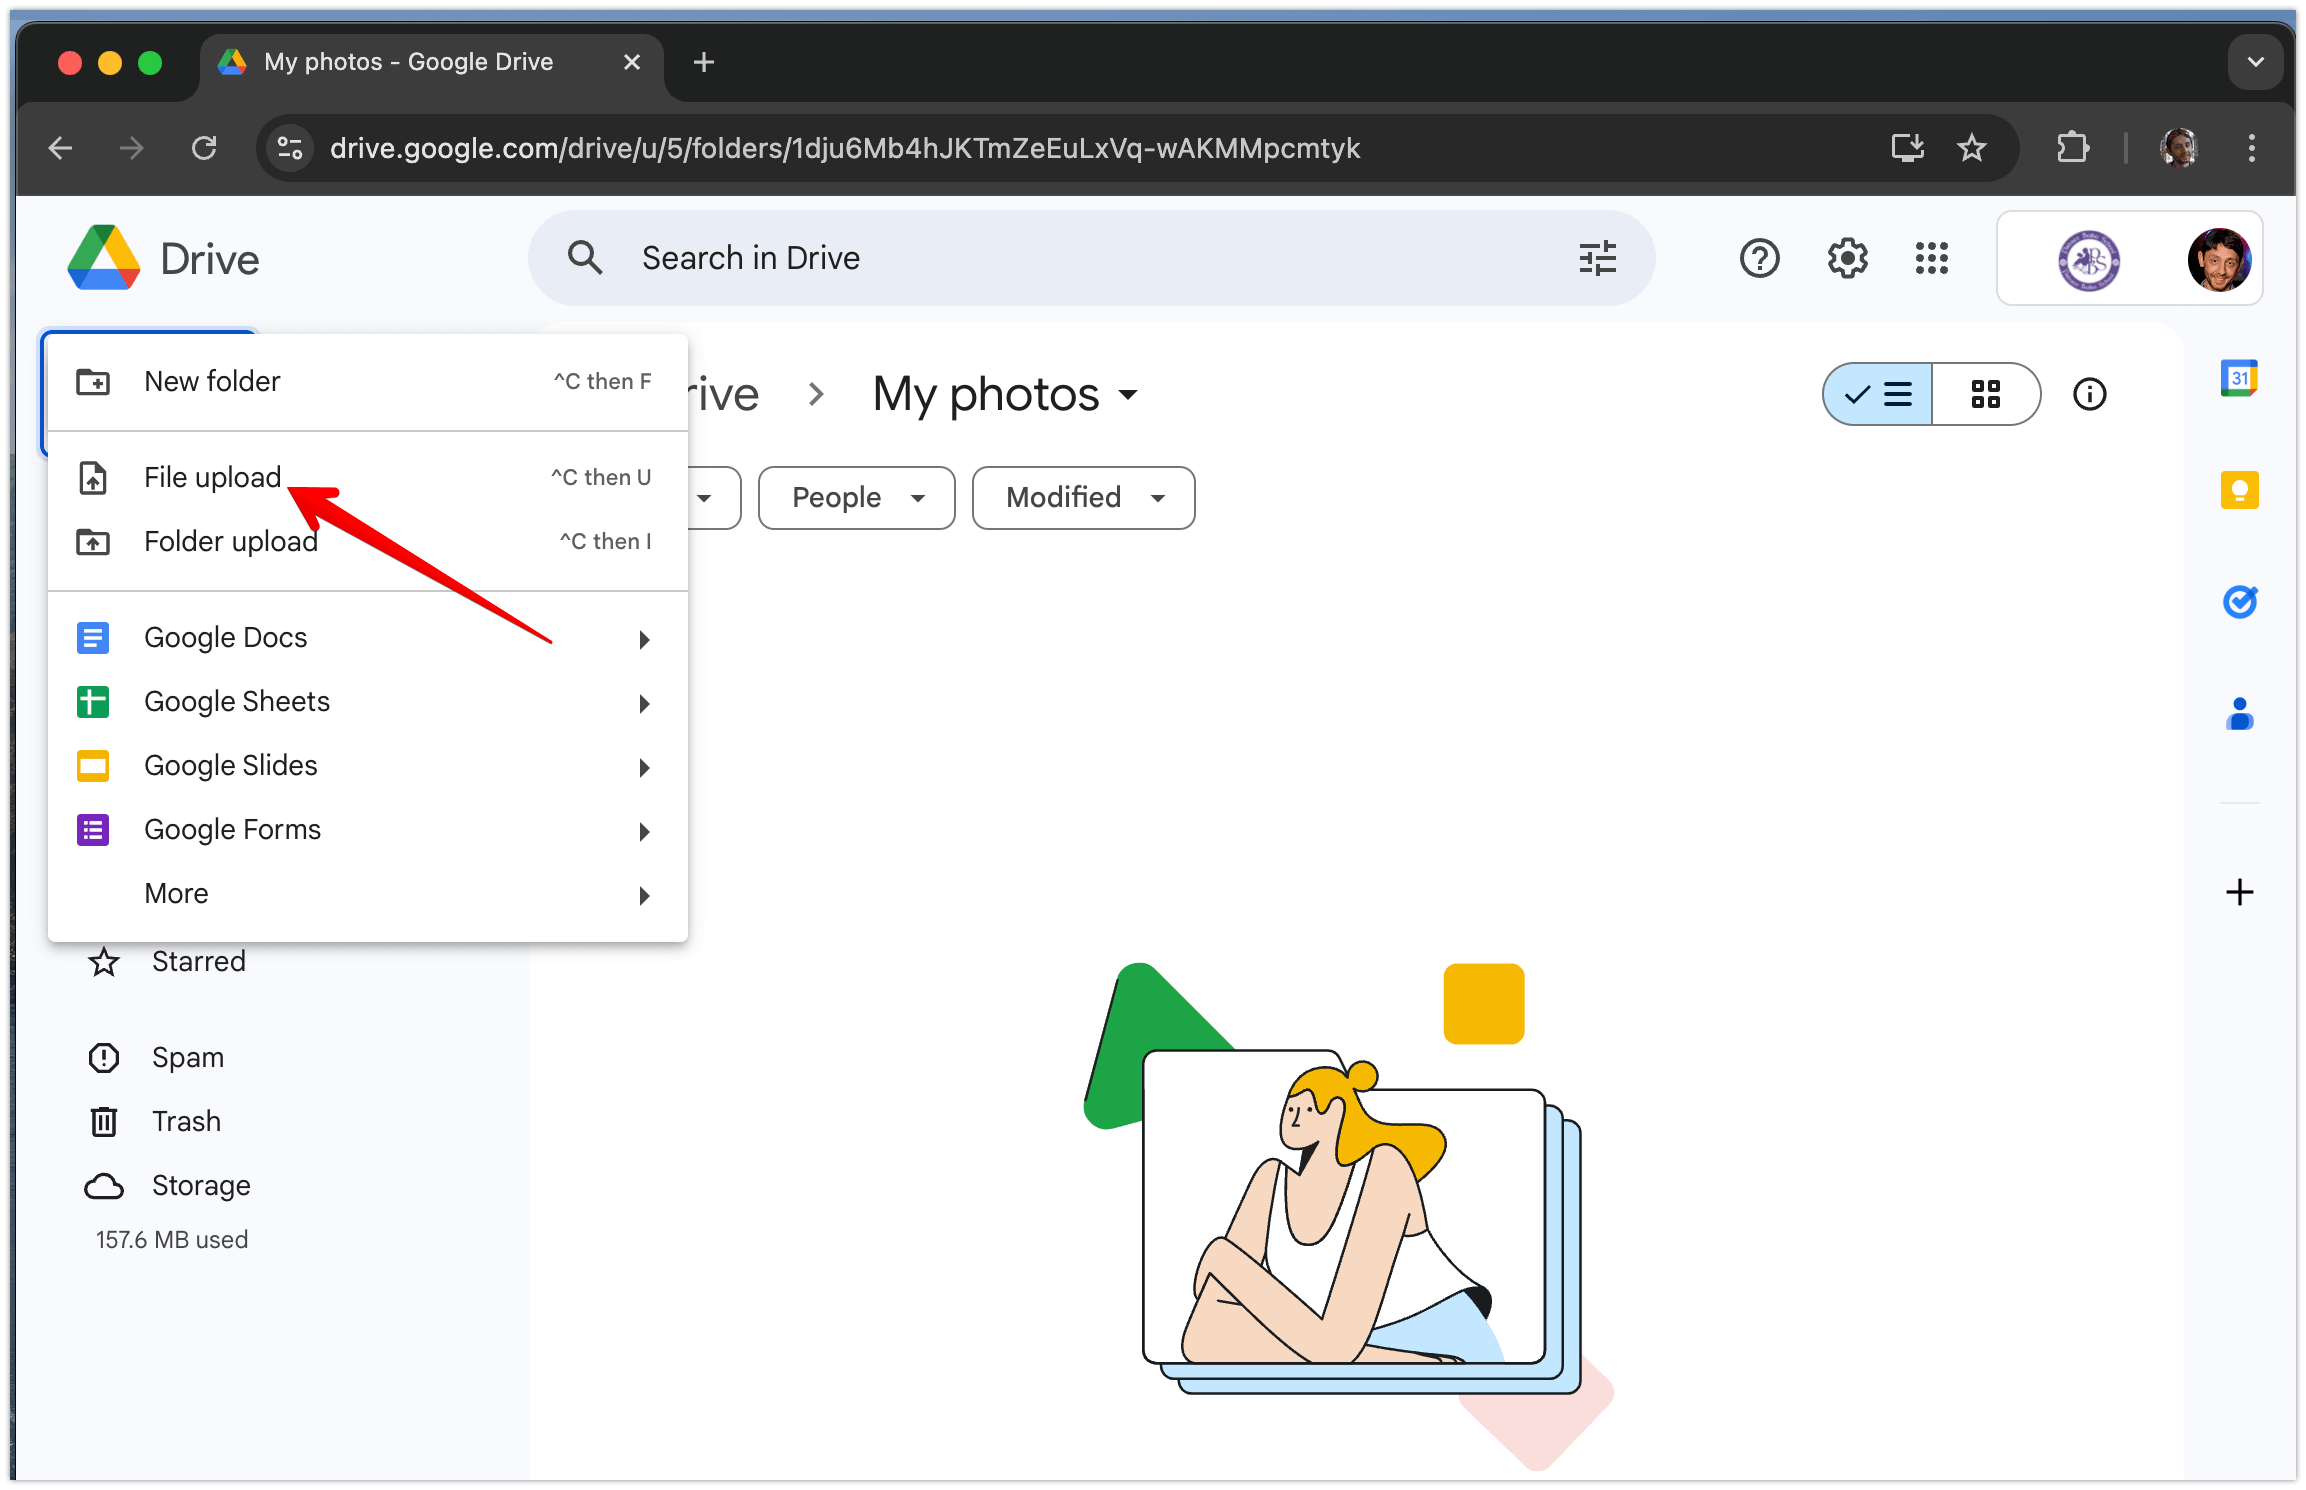 My photos - Google Drive
drive.google.com/drive/u/5/folders/1dju6Mb4hJKTmZeEuLxVq-wAKMMpcmtyk
Drive
Search in Drive
New folder ^C then F
rive > My photos
31
File upload ^C then U
People Modified
Folder upload ^C then I
Google Docs
Google Sheets
Google Slides
Google Forms
More
Starred
Spam
Trash
Storage
157.6 MB used